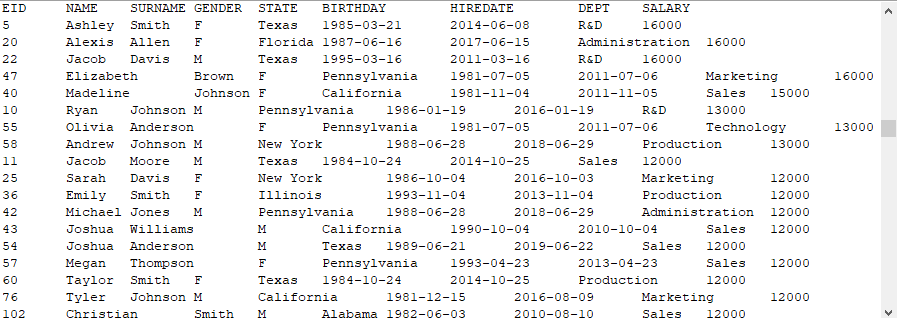 EID NAME SURNAME GENDER STATE BIRTHDAY HIREDATE DEPT SALARY
5 Ashley Smith F Texas 1985-03-21 2014-06-08 R&D 16000
20 Alexis Allen F Florida 1987-06-16 2017-06-15 Administration 16000
22 Jacob Davis M Texas 1995-03-16 2011-03-16 R&D 16000
47 Elizabeth Brown F Pennsylvania 1981-07-05 2011-07-06 Marketing 16000
40 Madeline Johnson F California 1981-11-04 2011-11-05 Sales 15000
10 Ryan Johnson M Pennsylvania 1986-01-19 2016-01-19 R&D 13000
55 Olivia Anderson F Pennsylvania 1981-07-05 2011-07-06 Technology 13000
58 Andrew Johnson M New York 1988-06-28 2018-06-29 Production 13000
11 Jacob Moore M Texas 1984-10-24 2014-10-25 Sales 12000
25 Sarah Davis F New York 1986-10-04 2016-10-03 Marketing 12000
36 Emily Smith F Illinois 1993-11-04 2013-11-04 Production 12000
42 Michael Jones M Pennsylvania 1988-06-28 2018-06-29 Administration 12000
43 Joshua Williams M California 1990-10-04 2010-10-04 Sales 12000
54 Joshua Anderson M Texas 1989-06-21 2019-06-22 Sales 12000
57 Megan Thompson F Pennsylvania 1993-04-23 2013-04-23 Sales 12000
60 Taylor Smith F Texas 1984-10-24 2014-10-25 Production 12000
76 Tyler Johnson M California 1981-12-15 2016-08-09 Marketing 12000
102 Christian Smith M Alabama 1982-06-03 2010-08-10 Sales 12000